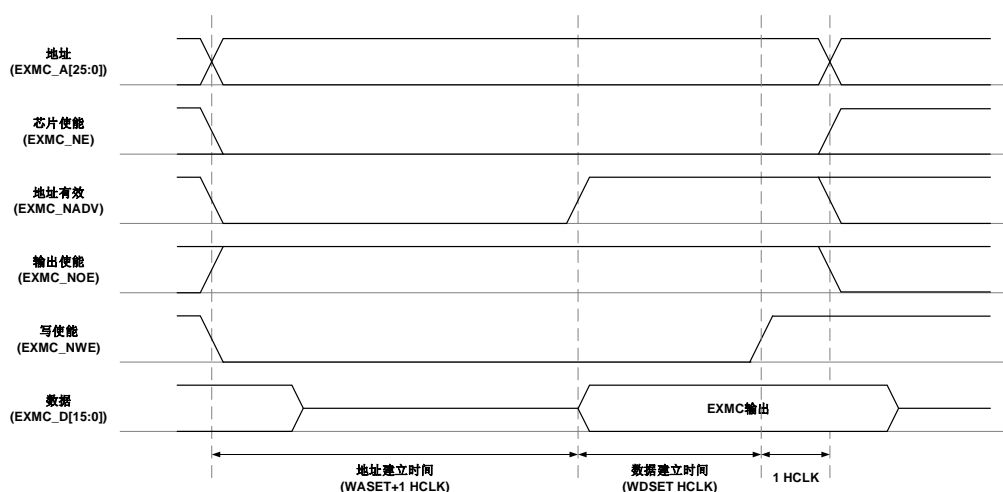 地址
(EXMC_A[25:0])
芯片使能
(EXMC_NE)
地址有效
(EXMC_NADV)
输出使能
(EXMC_NOE)
写使能
(EXMC_NWE)
数据
(EXMC_D[15:0])
EXMC输出
地址建立时间
(WASET+1 HCLK)
数据建立时间
(WDSET HCLK)
1 HCLK